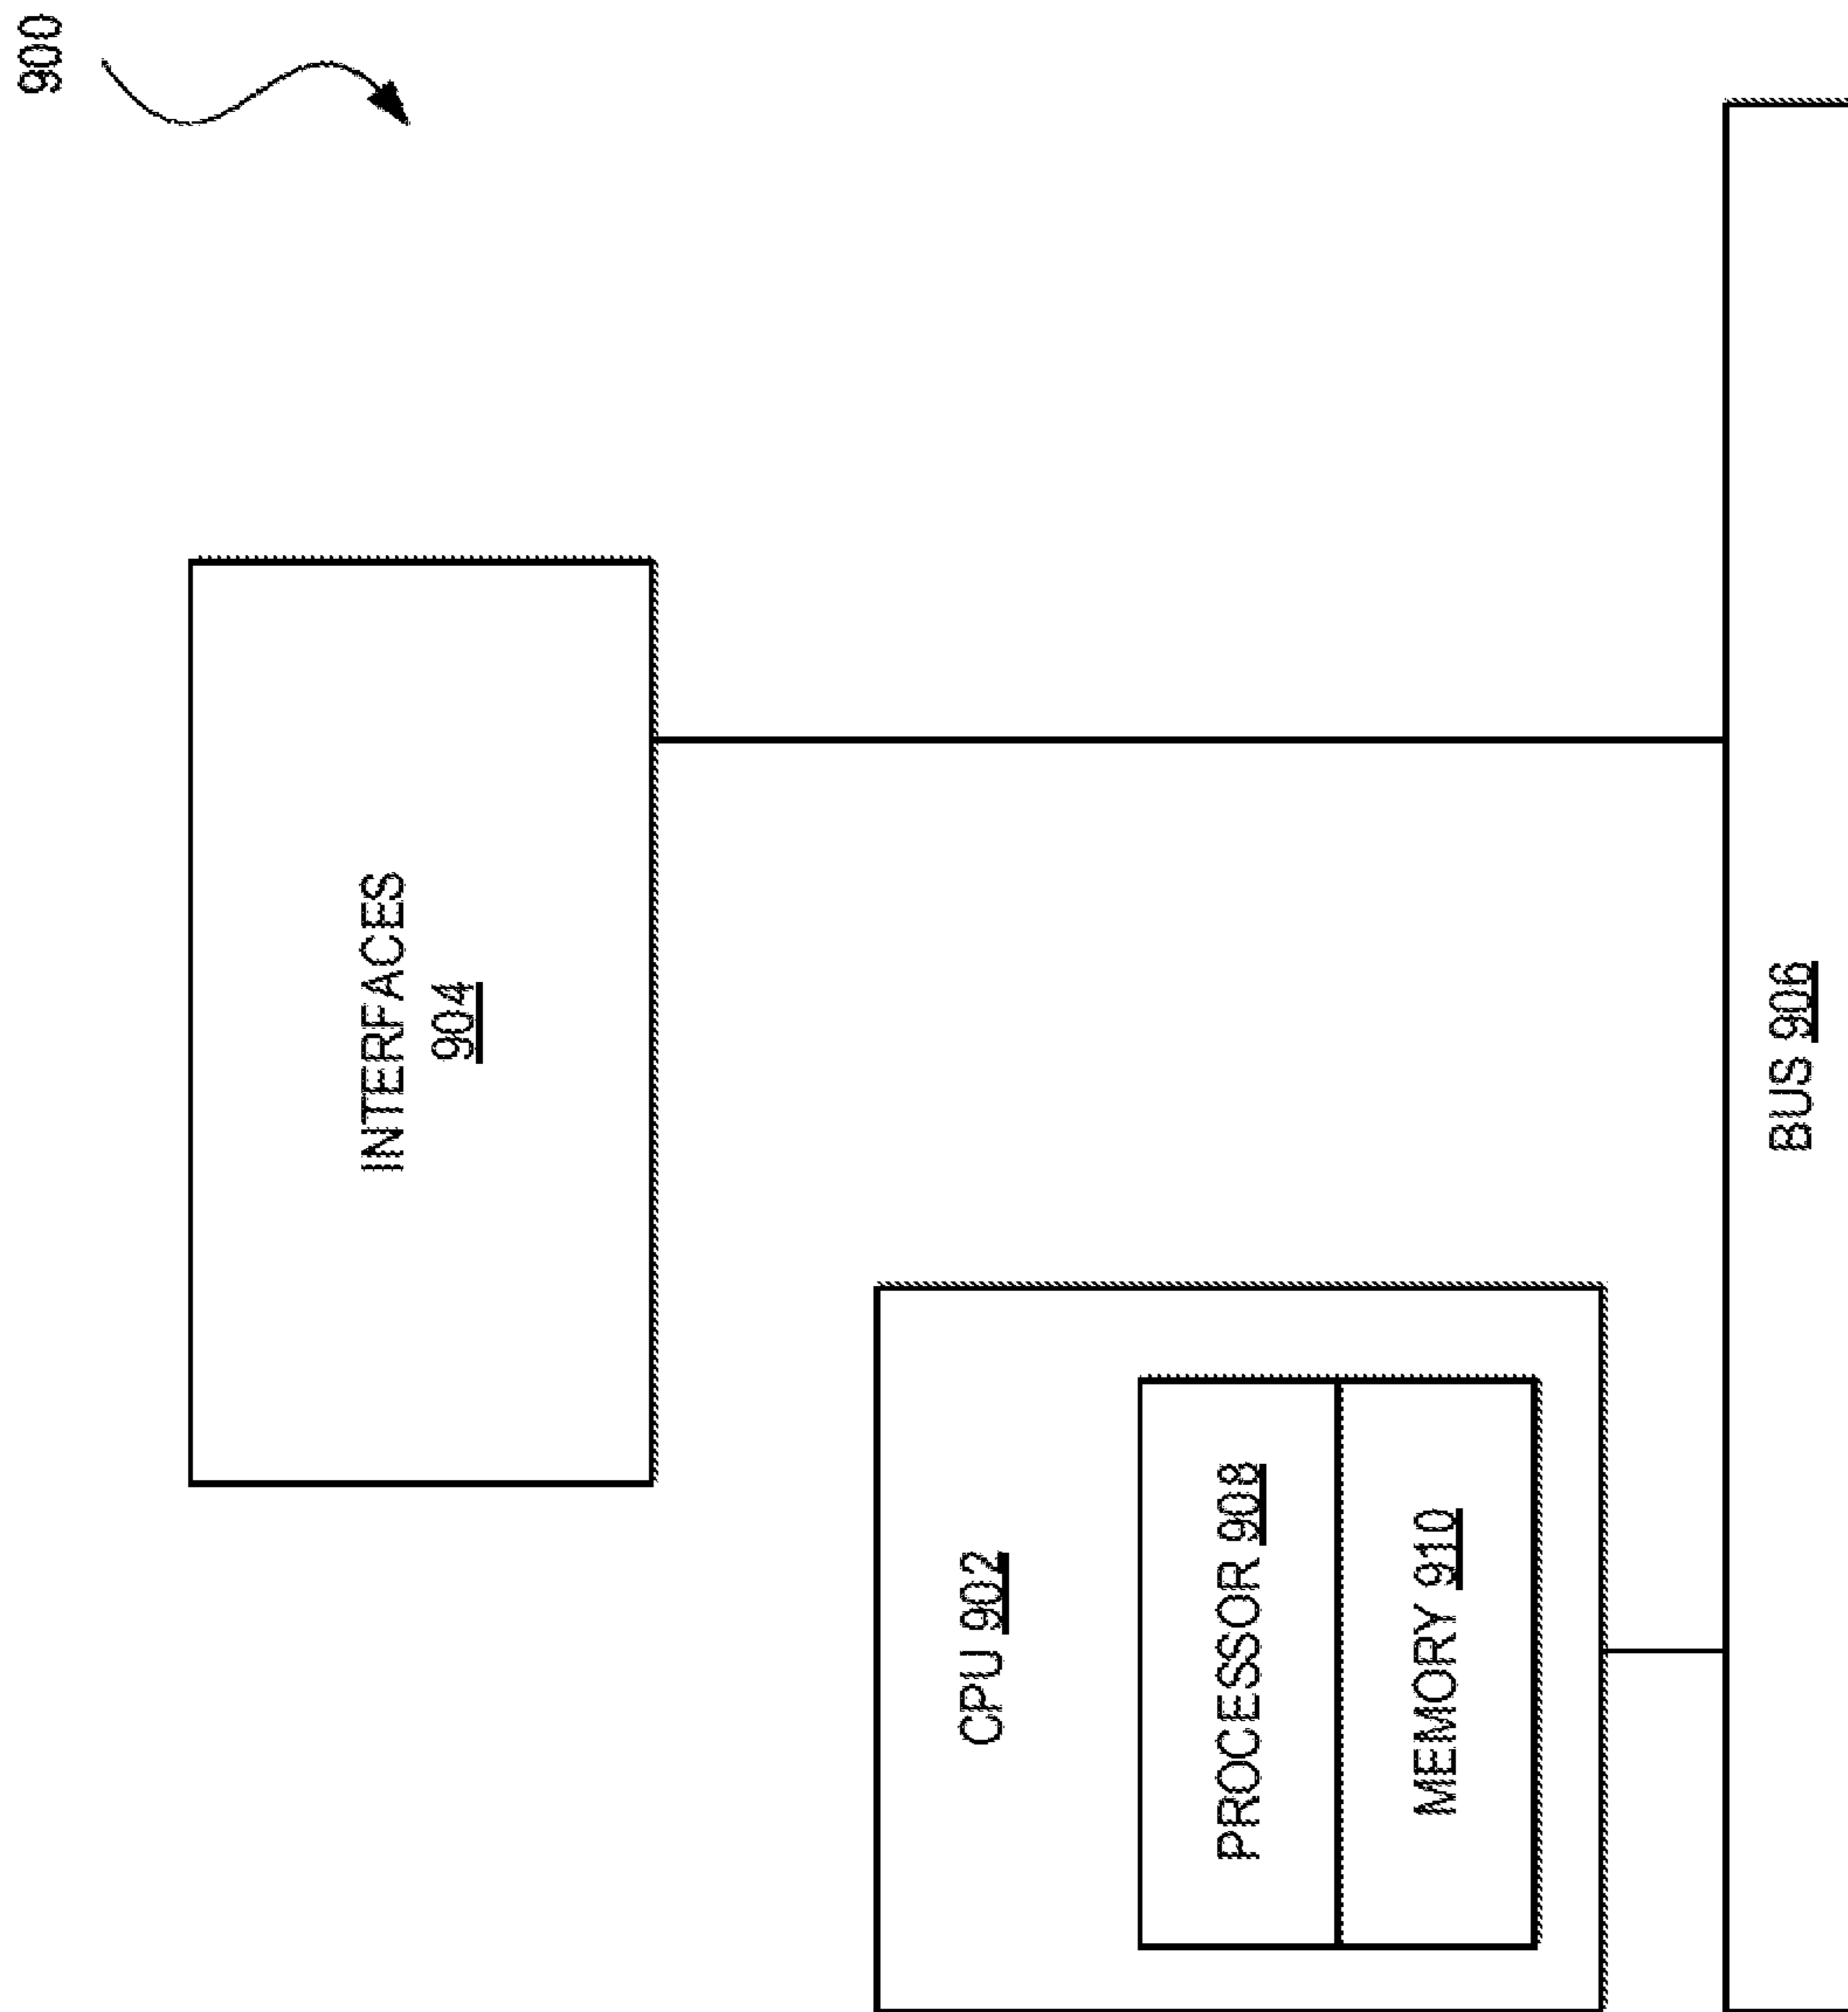 900
INTERFACES
904
CPU 902
PROCESSOR 908
MEMORY 910
BUS 906